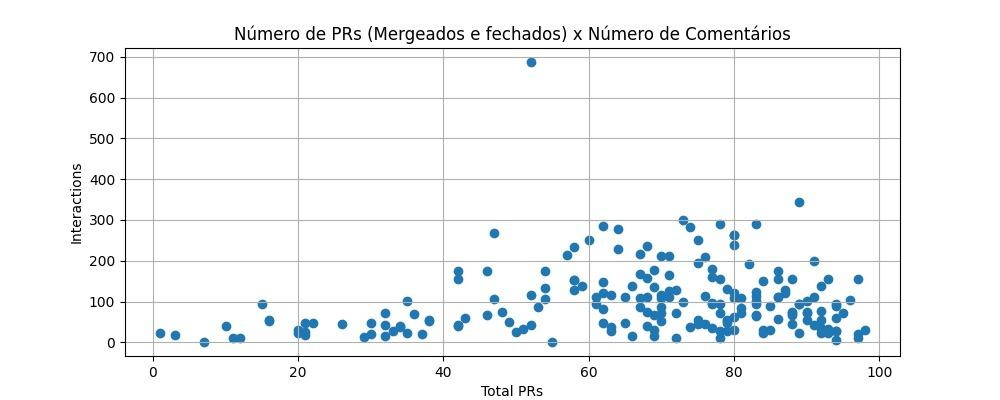 Número de PRs (Mergeados e fechados) x Número de Comentários
700
600
500
400
300
200
100
0
Interactions
0 20 40 60 80 100
Total PRs